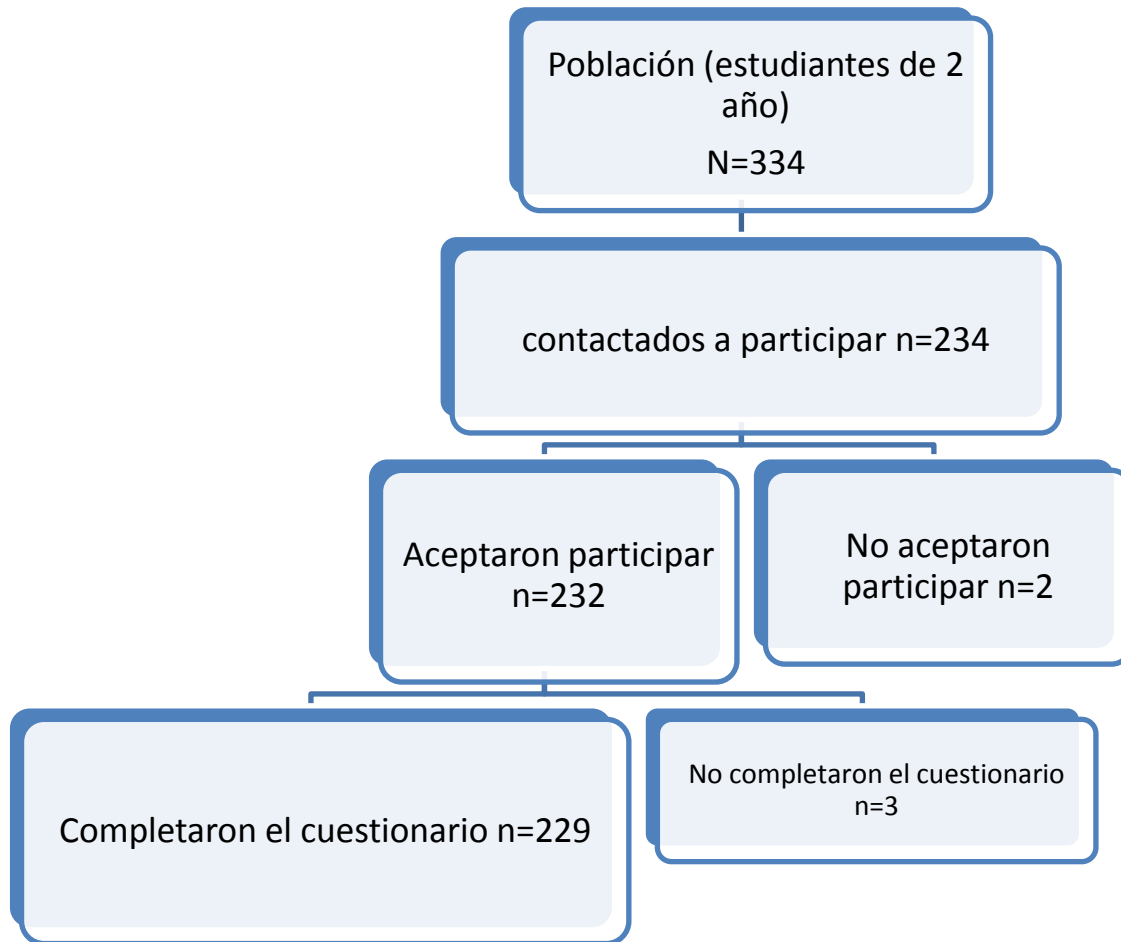 Población (estudiantes de 2
año)
N=334
contactados a participar n=234
Aceptaron participar
n=232
No aceptaron
participar n=2
Completaron el cuestionario n=229
No completaron el cuestionario
n=3